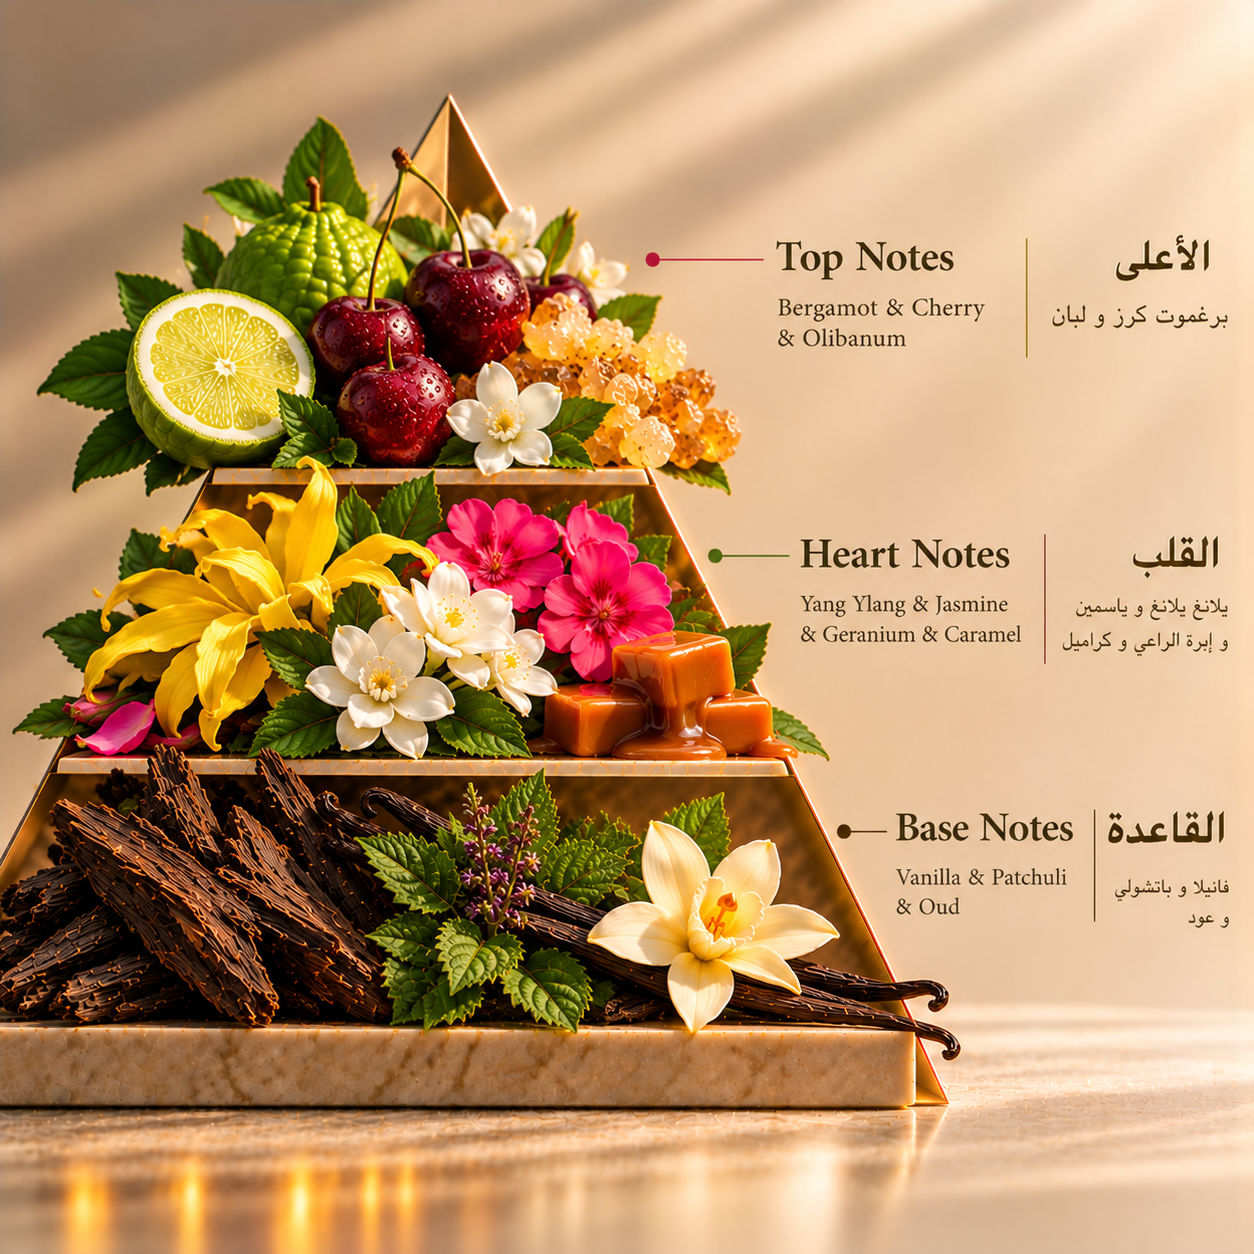 Top Notes
Bergamot & Cherry
& Olibanum
الأعلى
برغموت كرز و لبان
Heart Notes
Yang Ylang & Jasmine
& Geranium & Caramel
القلب
يلانغ يلانغ و ياسمين
و إبرة الراعي و كراميل
Base Notes
Vanilla & Patchuli
& Oud
القاعدة
فانيلا و باتشولي
و عود